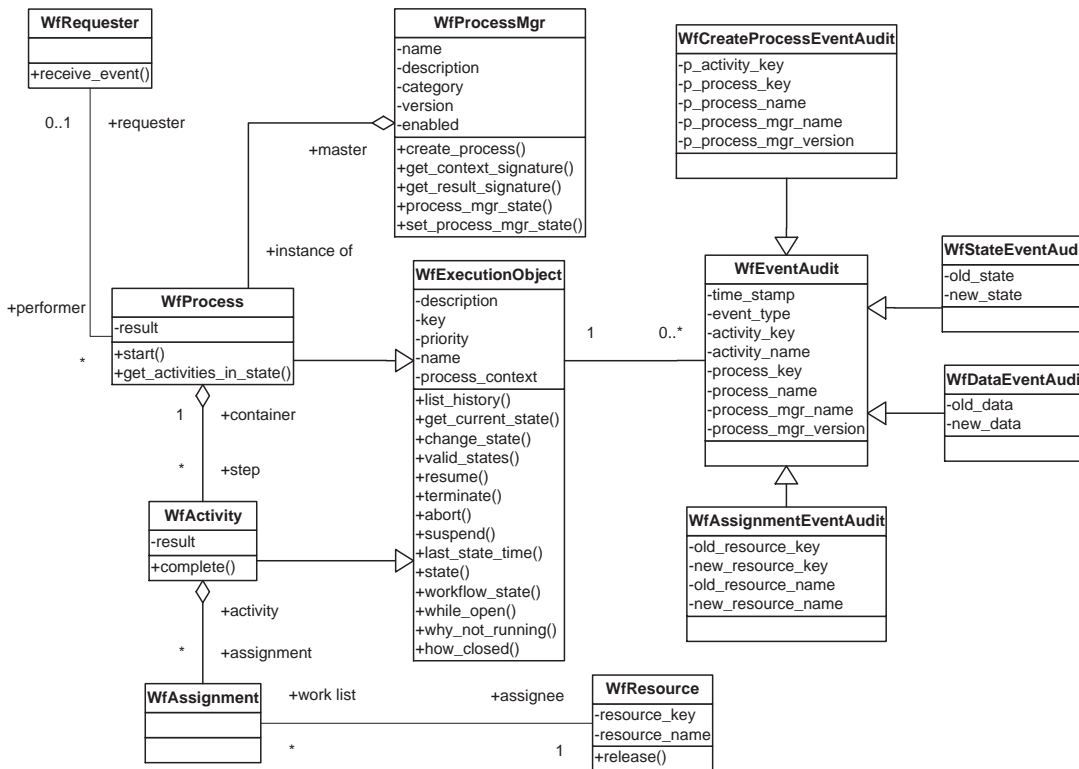 WfRequester
+receive_event()
0..1
+requester
WfProcessMgr
-name
-description
-category
-version
-enabled
+create_process()
+get_context_signature()
+get_result_signature()
+process_mgr_state()
+set_process_mgr_state()
+master
+instance of
WfCreateProcessEventAudit
-p_activity_key
-p_process_key
-p_process_name
-p_process_mgr_name
-p_process_mgr_version
+performer
*
WfProcess
-result
+start()
+get_activities_in_state()
1
+container
*
+step
WfExecutionObject
-description
-key
-priority
-name
-process_context
+list_history()
+get_current_state()
+change_state()
+valid_states()
+resume()
+terminate()
+abort()
+suspend()
+last_state_time()
+state()
+workflow_state()
+while_open()
+why_not_running()
+how_closed()
1
0..*
WfEventAudit
-time_stamp
-event_type
-activity_key
-activity_name
-process_key
-process_name
-process_mgr_name
-process_mgr_version
WfStateEventAud
-old_state
-new_state
WfDataEventAudit
-old_data
-new_data
WfActivity
-result
+complete()
+activity
*
+assignment
WfAssignmentEventAudit
-old_resource_key
-new_resource_key
-old_resource_name
-new_resource_name
WfAssignment
+work list
*
+assignee
1
WfResource
-resource_key
-resource_name
+release()